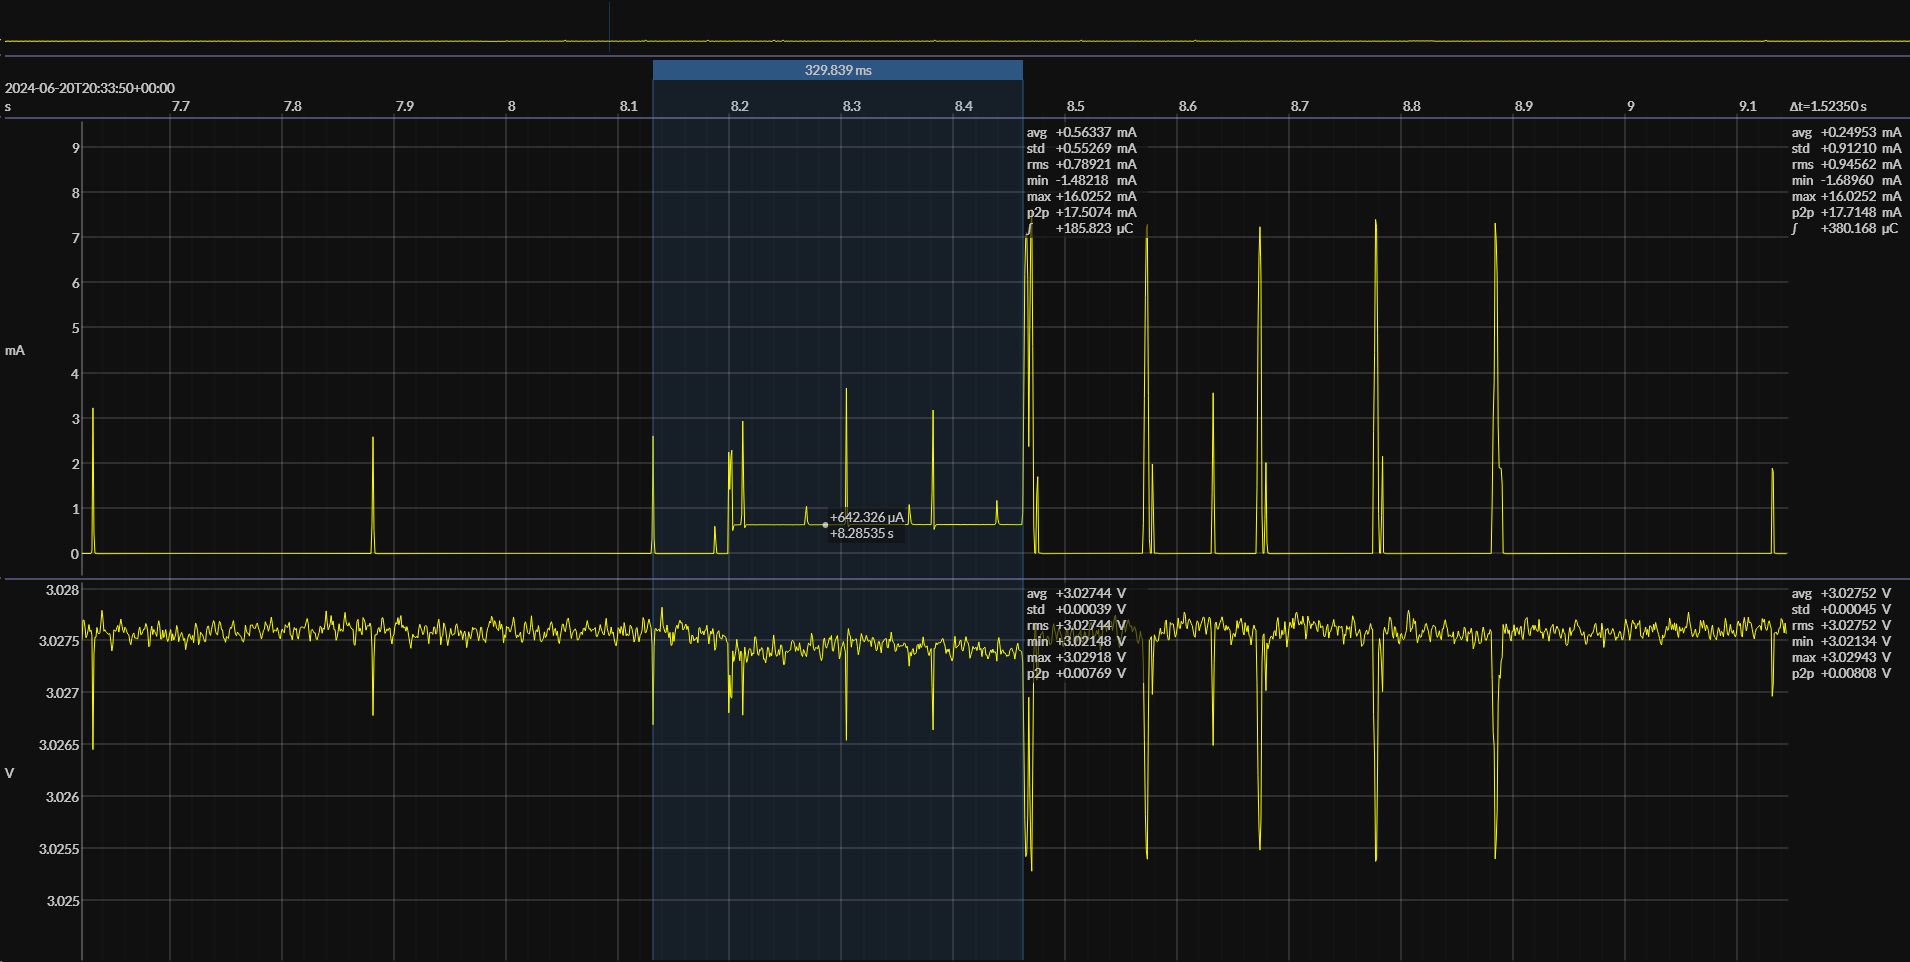 329.839 ms
2024-06-20T20:33:50+00:00
s 7.7 7.8 7.9 8 8.1 8.2 8.3 8.4 8.5 8.6 8.7 8.8 8.9 9 9.1 Δt=1.52350 s
avg +0.56337 mA
std +0.55269 mA
rms +0.78921 mA
min -1.48218 mA
max +16.0252 mA
p2p +17.5074 mA
∫ +185.823 µC
avg +0.24953 mA
std +0.91210 mA
rms +0.94562 mA
min -1.68960 mA
max +16.0252 mA
p2p +17.7148 mA
∫ +380.168 µC
9
8
7
6
5
mA
4
3
2
1
0
+642.326 µA
+8.28535 s
3.028
3.0275
3.027
3.0265
V
3.026
3.0255
3.025
avg +3.02744 V
std +0.00039 V
rms +3.02744 V
min +3.02148 V
max +3.02918 V
p2p +0.00769 V
avg +3.02752 V
std +0.00045 V
rms +3.02752 V
min +3.02134 V
max +3.02943 V
p2p +0.00808 V